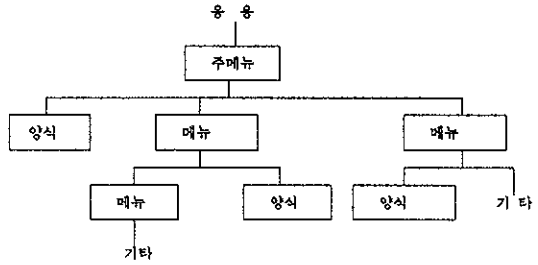 응 용
주메뉴
양식 메뉴 메뉴
메뉴 양식 양식 기 타
기타